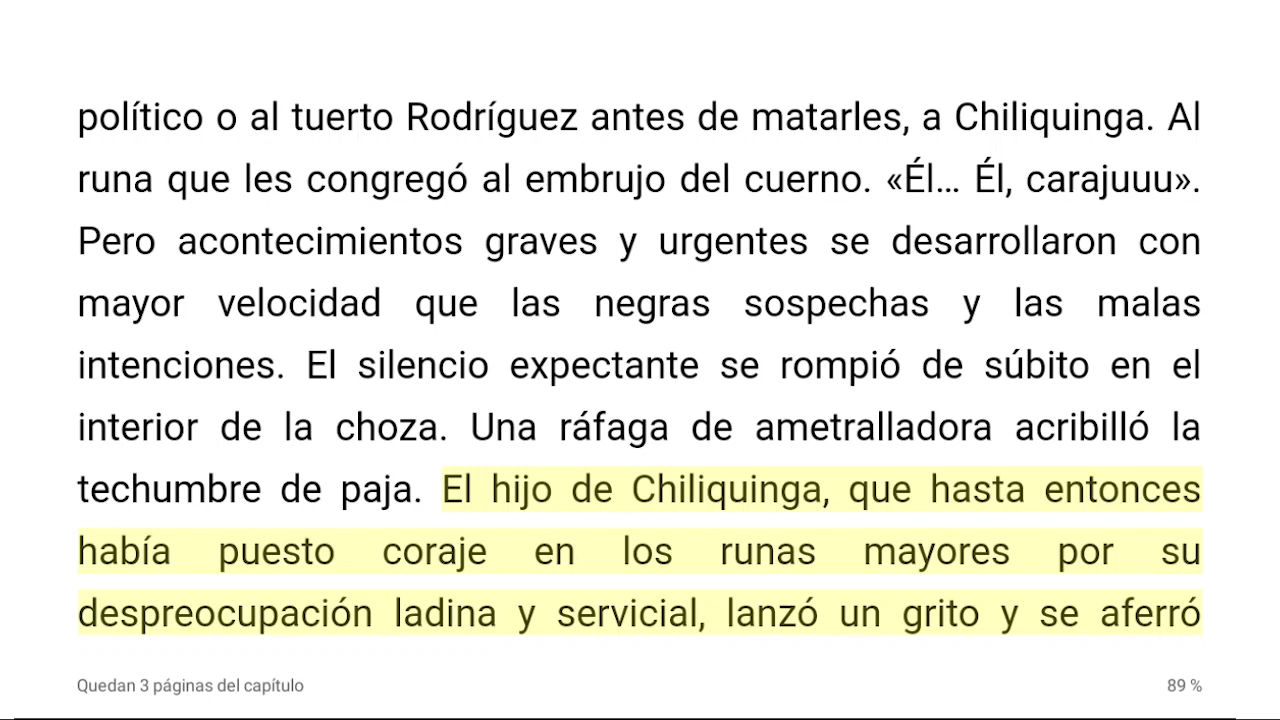 político o al tuerto Rodríguez antes de matarles, a Chiliquinga. Al
runa que les congregó al embrujo del cuerno. «Él... Él, carajuuu».
Pero acontecimientos graves y urgentes se desarrollaron con
mayor velocidad que las negras sospechas y las malas
intenciones. El silencio expectante se rompió de súbito en el
interior de la choza. Una ráfaga de ametralladora acribilló la
techumbre de paja. El hijo de Chiliquinga, que hasta entonces
había puesto coraje en los runas mayores por su
despreocupación ladina y servicial, lanzó un grito y se aferró
Quedan 3 páginas del capítulo
89 %